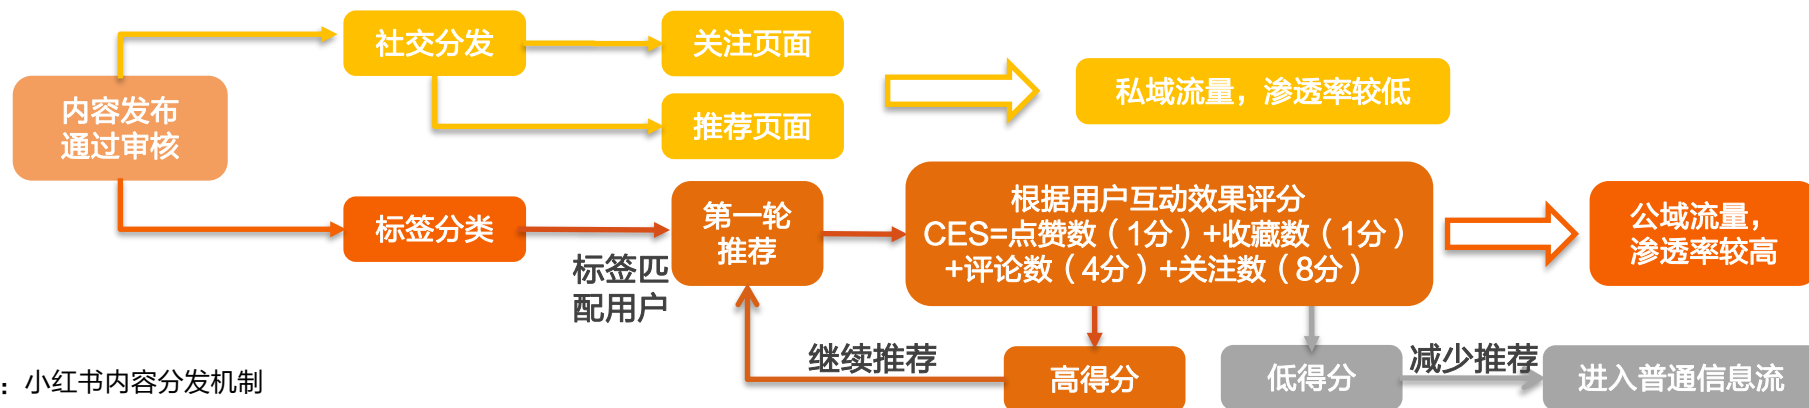 社交分发
关注页面
内容发布
通过审核
推荐页面
私域流量，渗透率较低
标签分类
标签匹
配用户
第一轮
推荐
根据用户互动效果评分
CES=点赞数（1分）+收藏数（1分）
+评论数（4分）+关注数（8分）
公域流量，
渗透率较高
继续推荐
高得分
低得分
减少推荐
进入普通信息流
：小红书内容分发机制